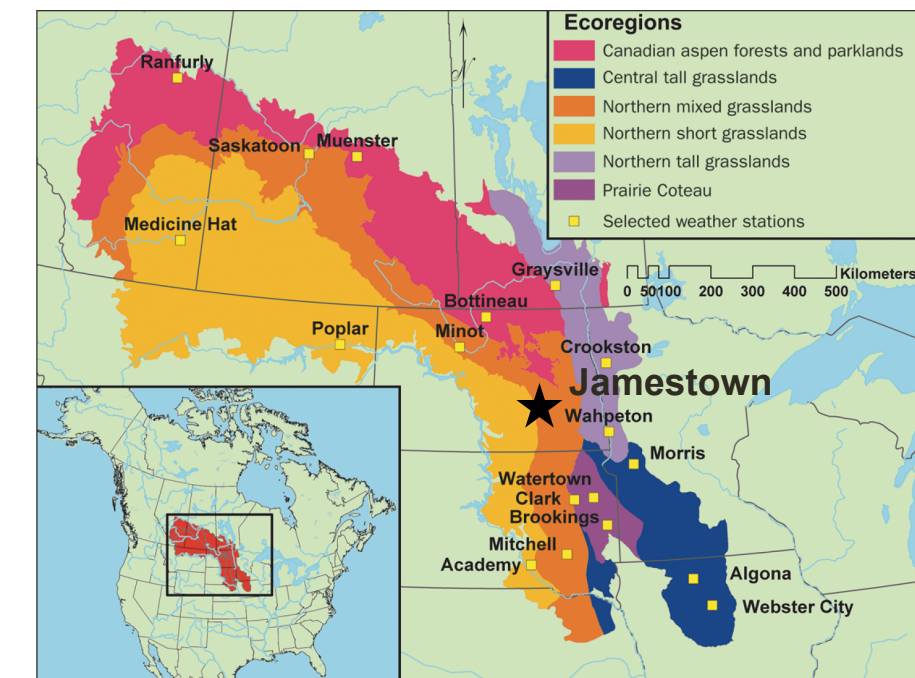 Ecoregions
Canadian aspen forests and parklands
Central tall grasslands
Northern mixed grasslands
Northern short grasslands
Northern tall grasslands
Prairie Coteau
Selected weather stations
N
Ranfurly
Saskatoon
Muenster
Medicine Hat
Graysville
Kilometers
0 50 100 200 300 400 500
Bottineau
Poplar
Minot
Crookston
Jamestown
Wahpeton
Morris
Watertown
Clark
Brookings
Mitchell
Academy
Algona
Webster City